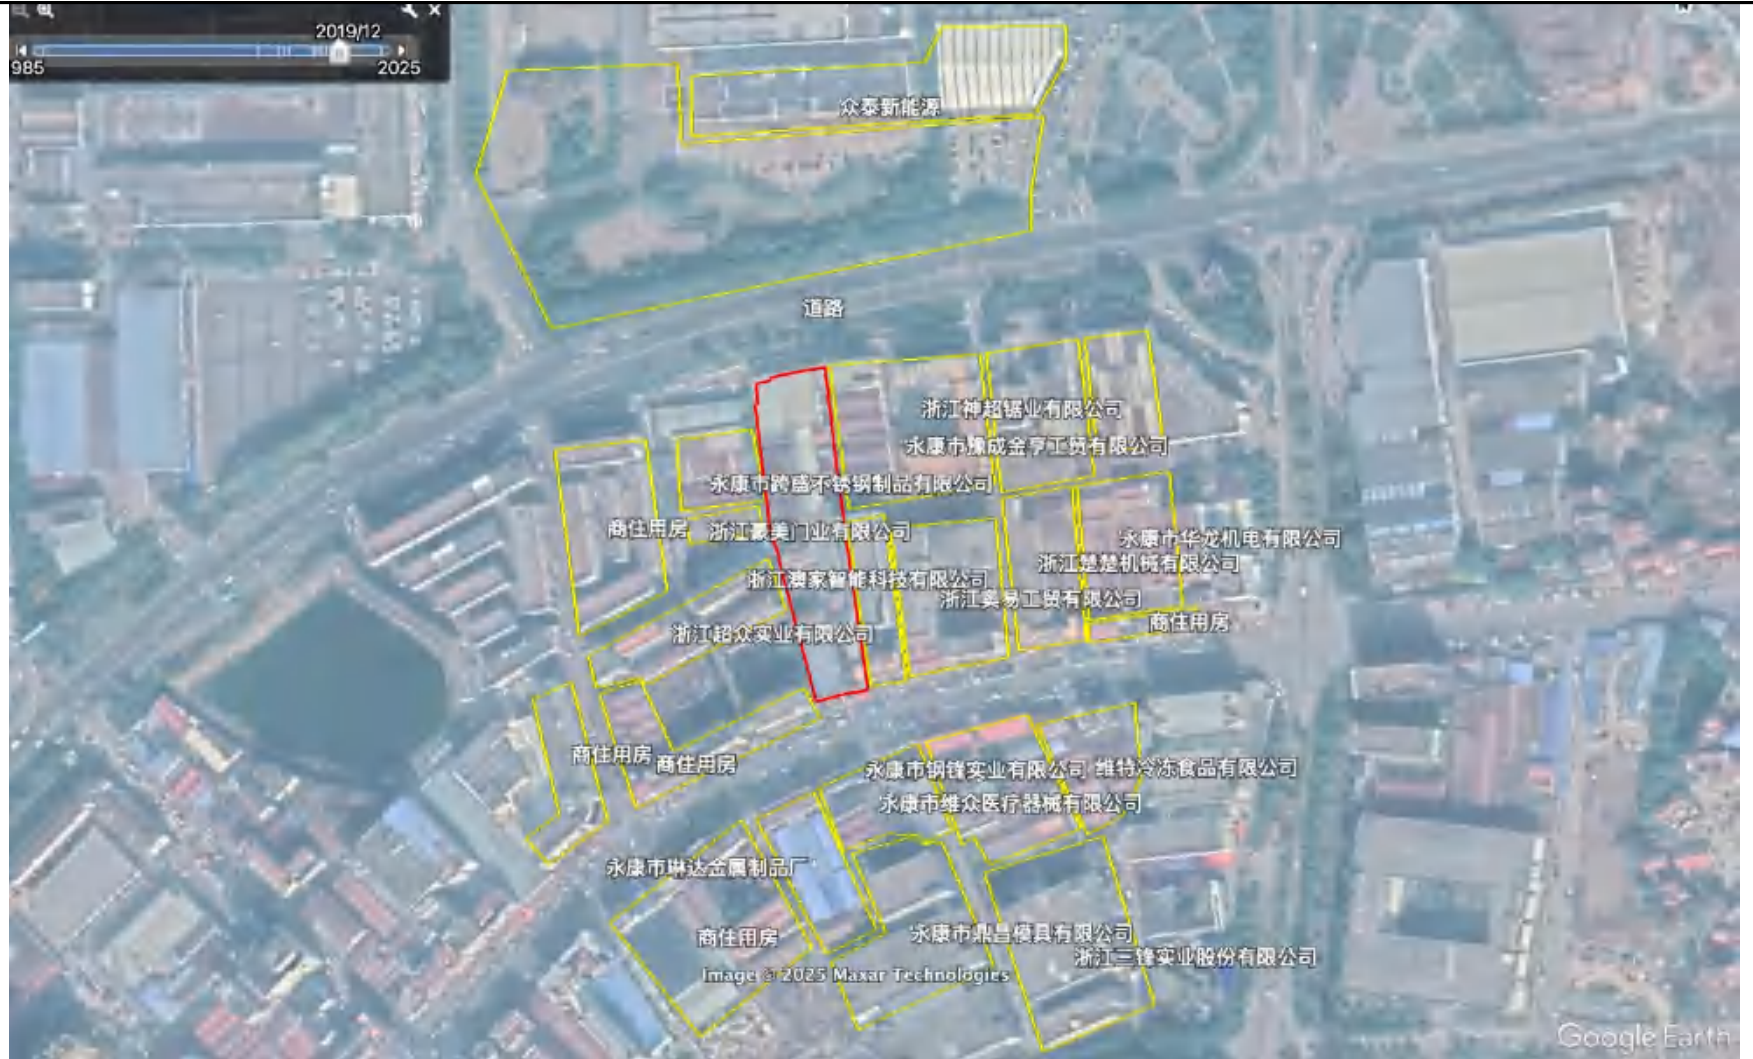 2019/12
985
2025
众泰新能源
道路
浙江神超锯业有限公司
永康市豫成金亨工贸有限公司
永康市跨盛不锈钢制品有限公司
商住用房
浙江豪美门业有限公司
永康市华龙机电有限公司
浙江楚楚机械有限公司
浙江澳家智能科技有限公司
浙江奕易工贸有限公司
商住用房
浙江超众实业有限公司
商住用房
商住用房
永康市钢锋实业有限公司
维特冷冻食品有限公司
永康市维众医疗器械有限公司
永康市琳达金属制品厂
商住用房
永康市鼎昌模具有限公司
浙江三锋实业股份有限公司
Image © 2025 Maxar Technologies
Google Earth